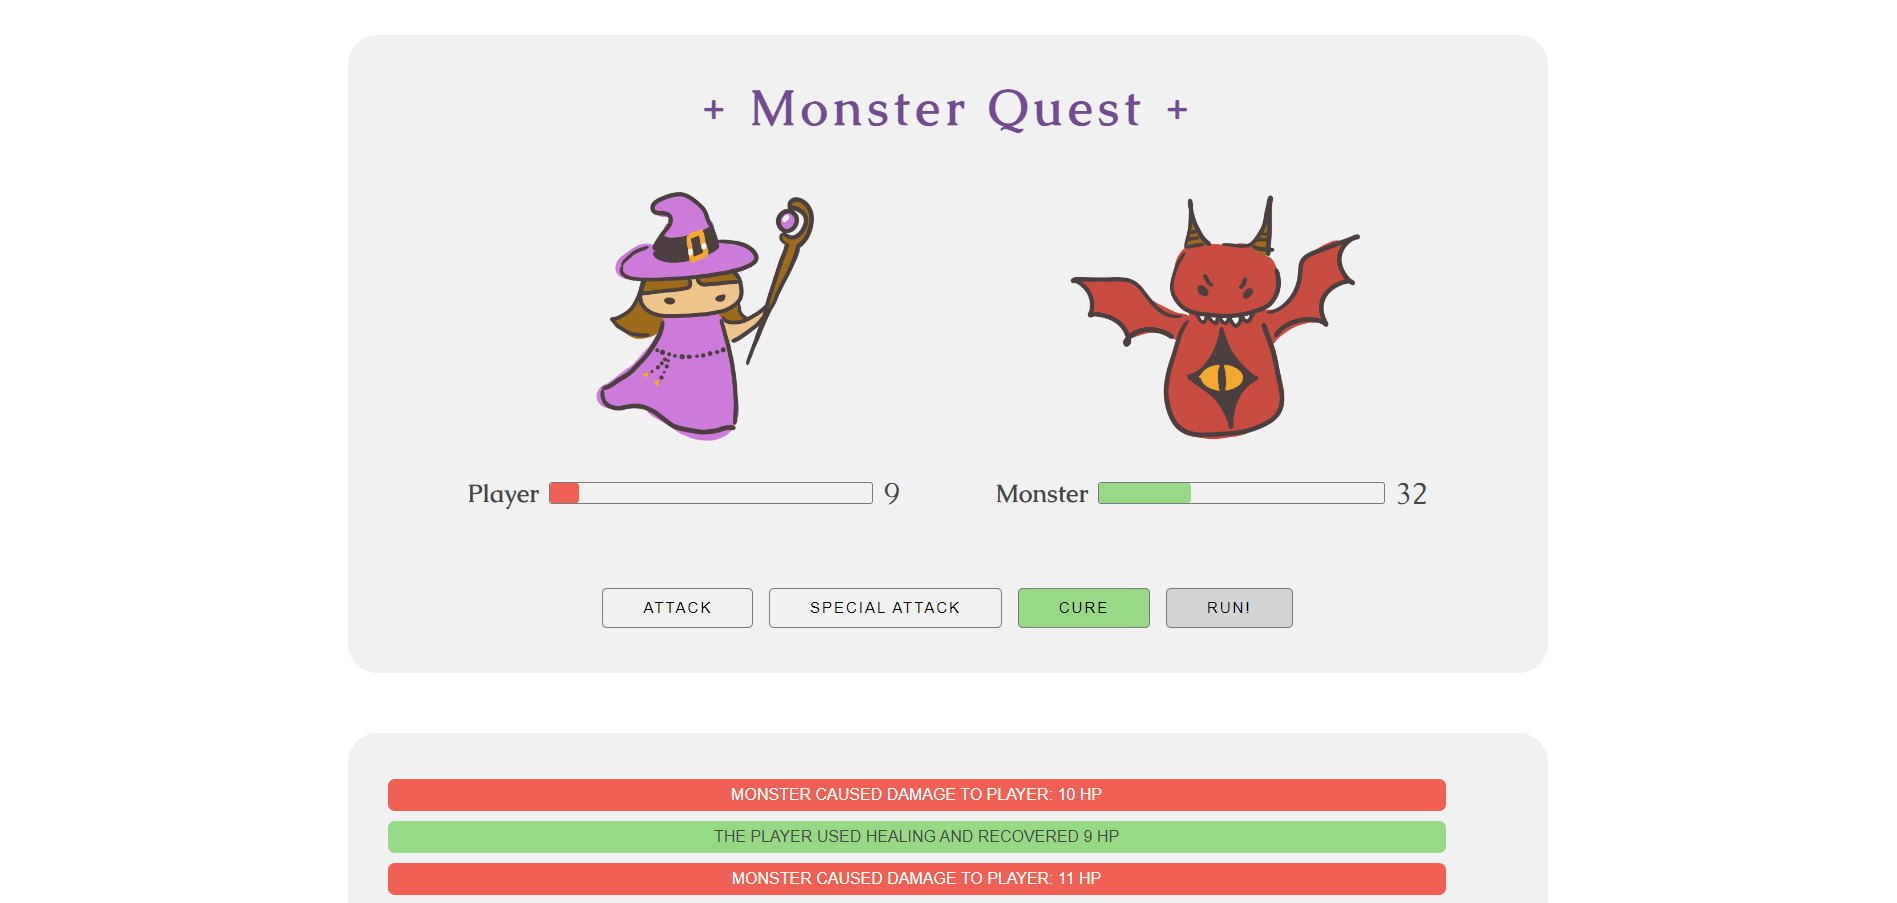 + Monster Quest +
Player 9 Monster 32
ATTACK SPECIAL ATTACK CURE RUN!
MONSTER CAUSED DAMAGE TO PLAYER: 10 HP
THE PLAYER USED HEALING AND RECOVERED 9 HP
MONSTER CAUSED DAMAGE TO PLAYER: 11 HP